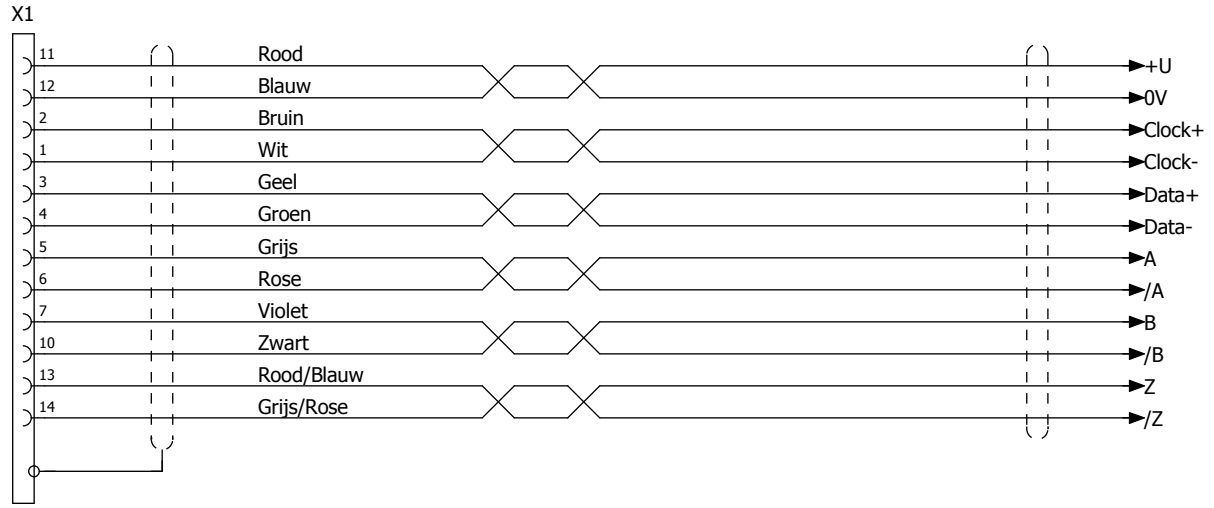 X1
11 Rood +U
12 Blauw 0V
2 Bruin Clock+
1 Wit Clock-
3 Geel Data+
4 Groen Data-
5 Grijs A
6 Rose /A
7 Violet B
10 Zwart /B
13 Rood/Blauw Z
14 Grijs/Rose /Z